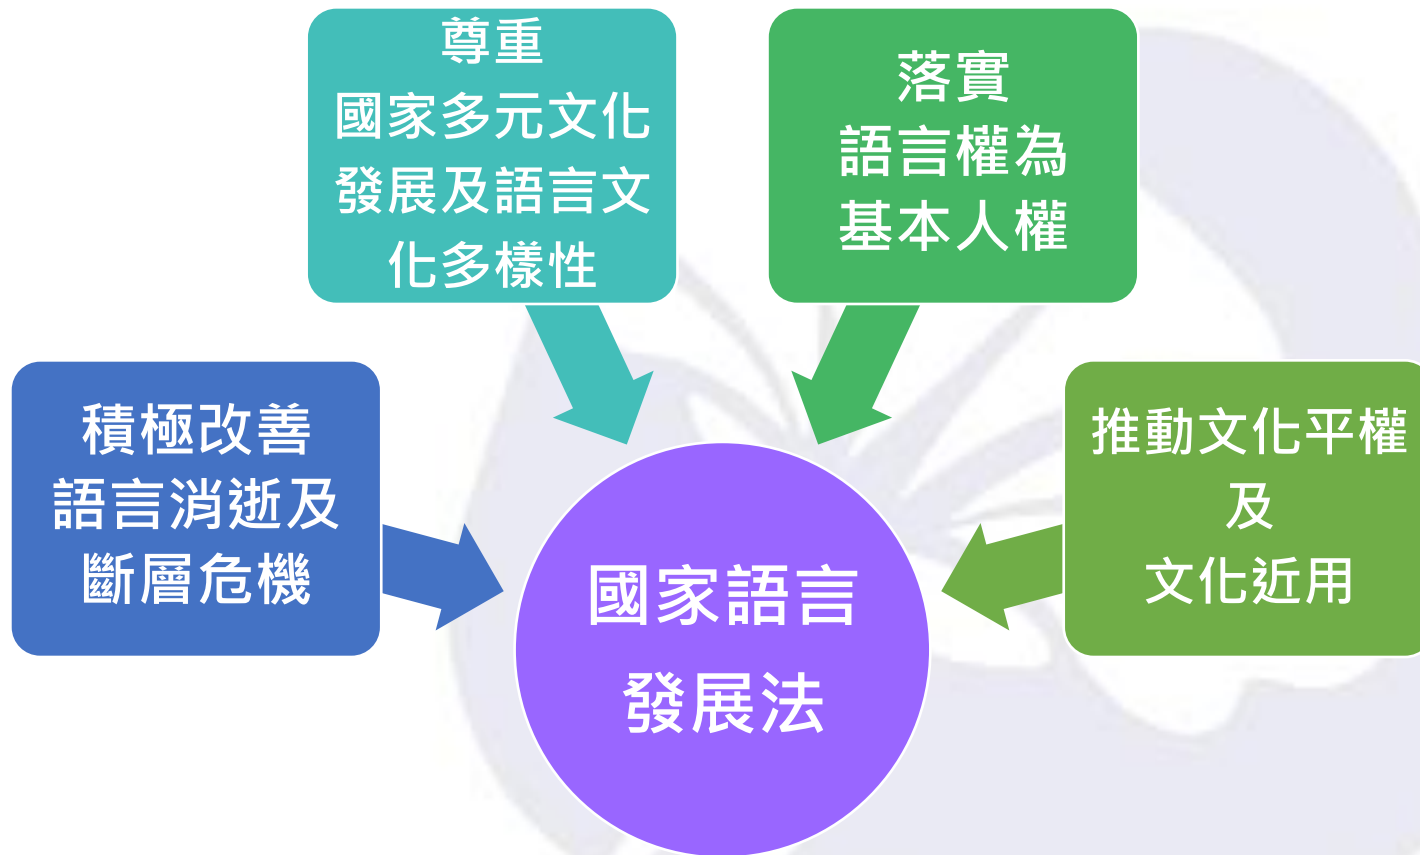 尊重
國家多元文化
發展及語言文
化多樣性
落實
語言權為
基本人權
積極改善
語言消逝及
斷層危機
推動文化平權
及
文化近用
國家語言
發展法